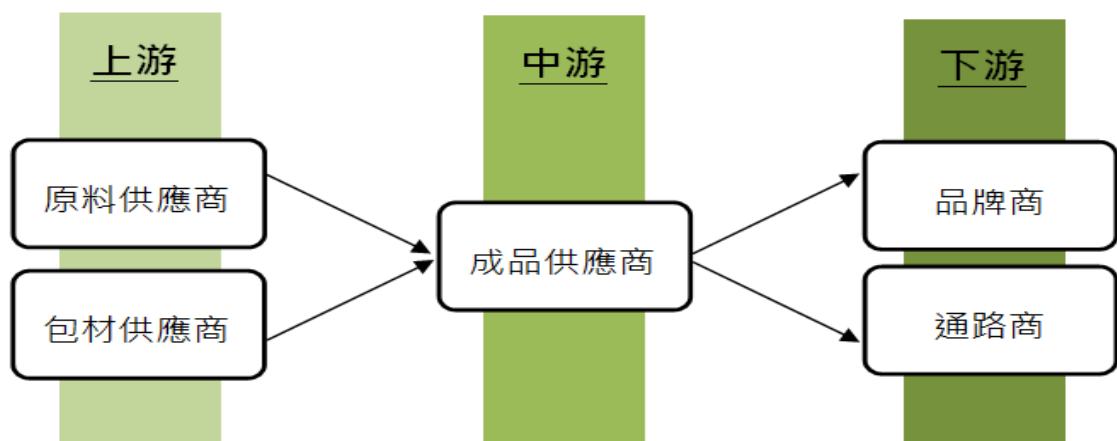 上游
中游
下游
原料供應商
品牌商
成品供應商
包材供應商
通路商